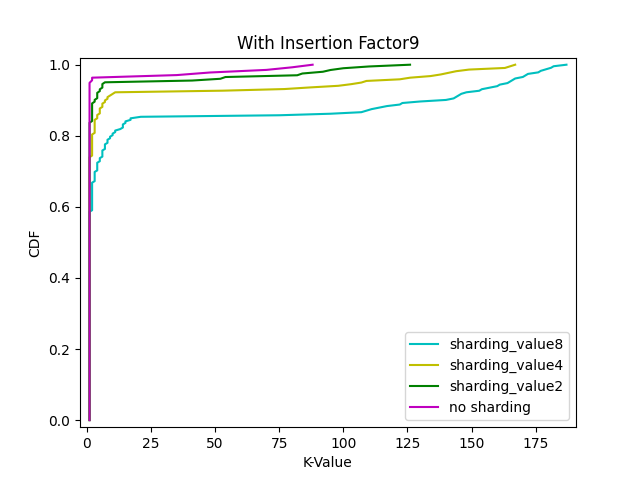 With Insertion Factor9
1.0
0.8
0.6
0.4
0.2
0.0
CDF
sharding_value8
sharding_value4
sharding_value2
no sharding
0 25 50 75 100 125 150 175
K-Value